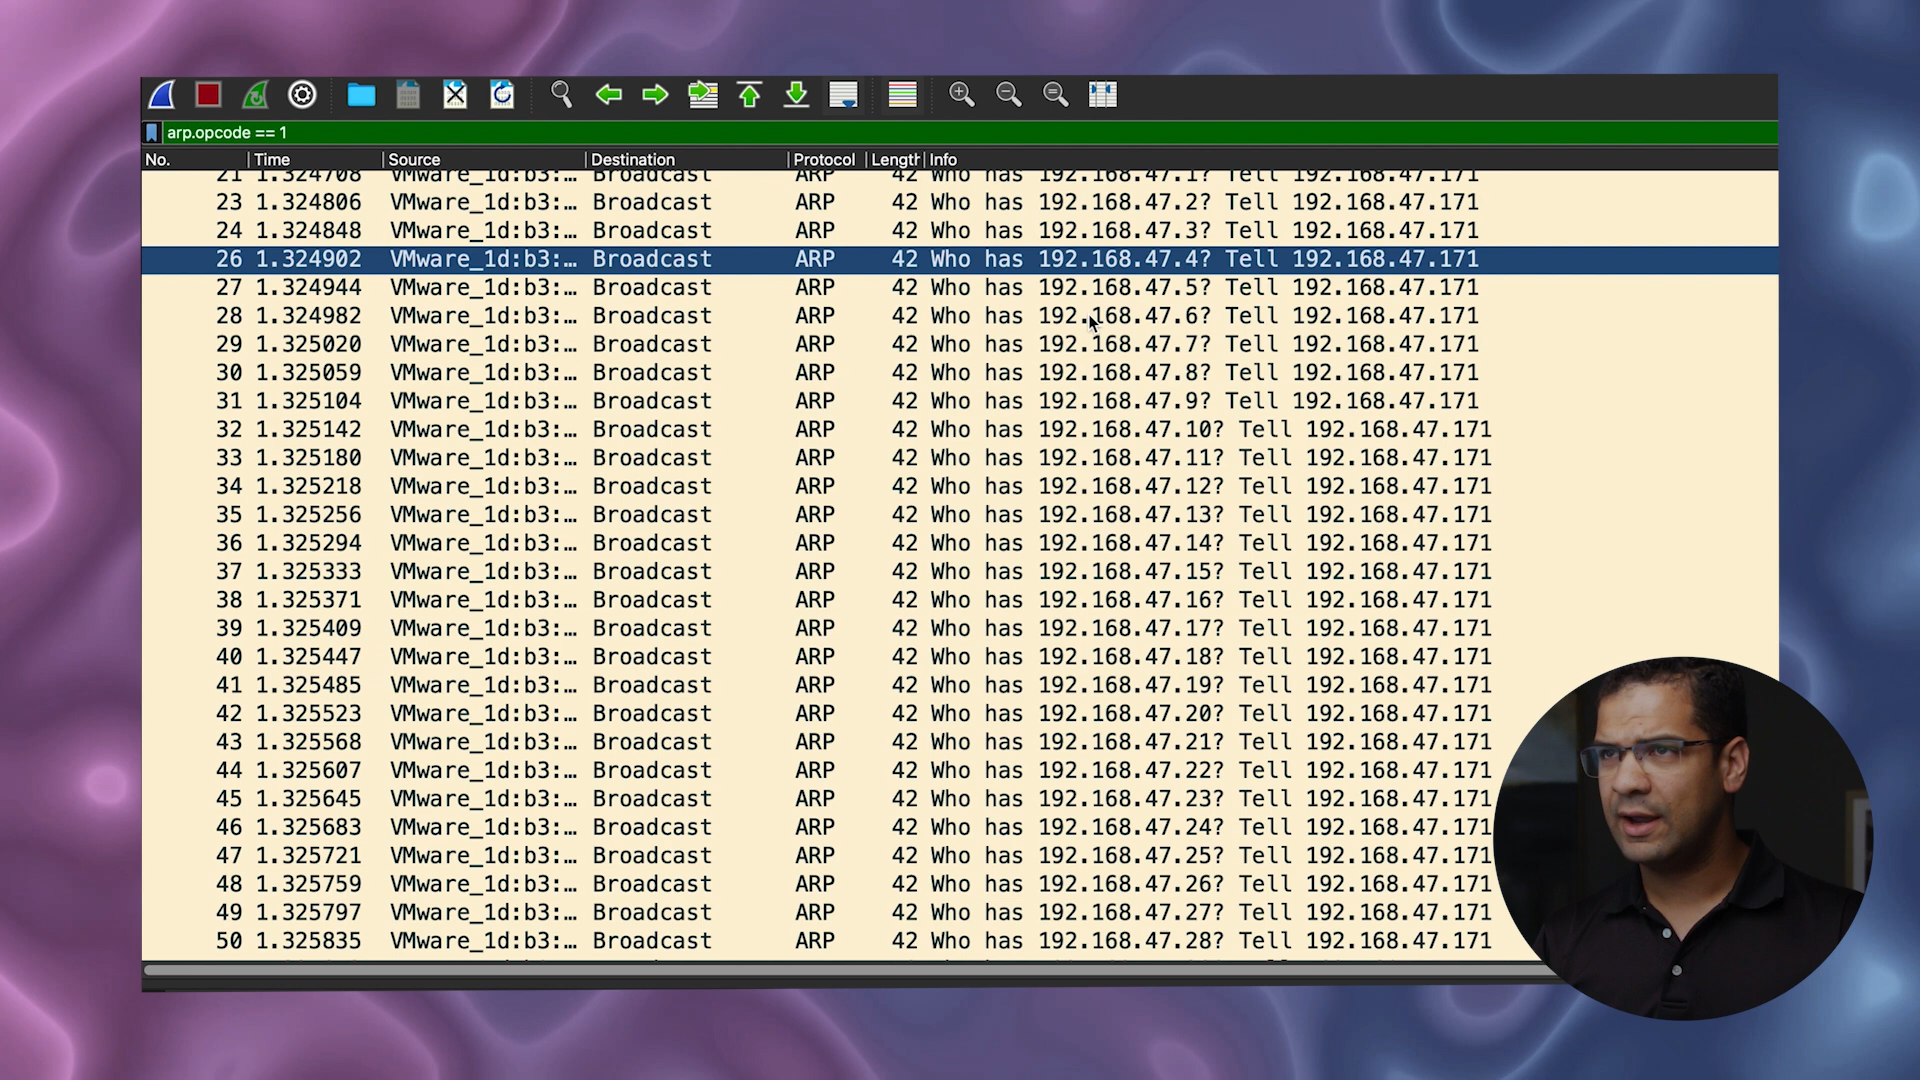 arp.opcode == 1
No. Time Source Destination Protocol Length Info
21 1.324708 VMware_1d:b3:… Broadcast ARP 42 Who has 192.168.47.1? Tell 192.168.47.171
23 1.324806 VMware_1d:b3:… Broadcast ARP 42 Who has 192.168.47.2? Tell 192.168.47.171
24 1.324848 VMware_1d:b3:… Broadcast ARP 42 Who has 192.168.47.3? Tell 192.168.47.171
26 1.324902 VMware_1d:b3:… Broadcast ARP 42 Who has 192.168.47.4? Tell 192.168.47.171
27 1.324944 VMware_1d:b3:… Broadcast ARP 42 Who has 192.168.47.5? Tell 192.168.47.171
28 1.324982 VMware_1d:b3:… Broadcast ARP 42 Who has 192.168.47.6? Tell 192.168.47.171
29 1.325020 VMware_1d:b3:… Broadcast ARP 42 Who has 192.168.47.7? Tell 192.168.47.171
30 1.325059 VMware_1d:b3:… Broadcast ARP 42 Who has 192.168.47.8? Tell 192.168.47.171
31 1.325104 VMware_1d:b3:… Broadcast ARP 42 Who has 192.168.47.9? Tell 192.168.47.171
32 1.325142 VMware_1d:b3:… Broadcast ARP 42 Who has 192.168.47.10? Tell 192.168.47.171
33 1.325180 VMware_1d:b3:… Broadcast ARP 42 Who has 192.168.47.11? Tell 192.168.47.171
34 1.325218 VMware_1d:b3:… Broadcast ARP 42 Who has 192.168.47.12? Tell 192.168.47.171
35 1.325256 VMware_1d:b3:… Broadcast ARP 42 Who has 192.168.47.13? Tell 192.168.47.171
36 1.325294 VMware_1d:b3:… Broadcast ARP 42 Who has 192.168.47.14? Tell 192.168.47.171
37 1.325333 VMware_1d:b3:… Broadcast ARP 42 Who has 192.168.47.15? Tell 192.168.47.171
38 1.325371 VMware_1d:b3:… Broadcast ARP 42 Who has 192.168.47.16? Tell 192.168.47.171
39 1.325409 VMware_1d:b3:… Broadcast ARP 42 Who has 192.168.47.17? Tell 192.168.47.171
40 1.325447 VMware_1d:b3:… Broadcast ARP 42 Who has 192.168.47.18? Tell 192.168.47.171
41 1.325485 VMware_1d:b3:… Broadcast ARP 42 Who has 192.168.47.19? Tell 192.168.47.171
42 1.325523 VMware_1d:b3:… Broadcast ARP 42 Who has 192.168.47.20? Tell 192.168.47.171
43 1.325568 VMware_1d:b3:… Broadcast ARP 42 Who has 192.168.47.21? Tell 192.168.47.171
44 1.325607 VMware_1d:b3:… Broadcast ARP 42 Who has 192.168.47.22? Tell 192.168.47.171
45 1.325645 VMware_1d:b3:… Broadcast ARP 42 Who has 192.168.47.23? Tell 192.168.47.171
46 1.325683 VMware_1d:b3:… Broadcast ARP 42 Who has 192.168.47.24? Tell 192.168.47.171
47 1.325721 VMware_1d:b3:… Broadcast ARP 42 Who has 192.168.47.25? Tell 192.168.47.171
48 1.325759 VMware_1d:b3:… Broadcast ARP 42 Who has 192.168.47.26? Tell 192.168.47.171
49 1.325797 VMware_1d:b3:… Broadcast ARP 42 Who has 192.168.47.27? Tell 192.168.47.171
50 1.325835 VMware_1d:b3:… Broadcast ARP 42 Who has 192.168.47.28? Tell 192.168.47.171